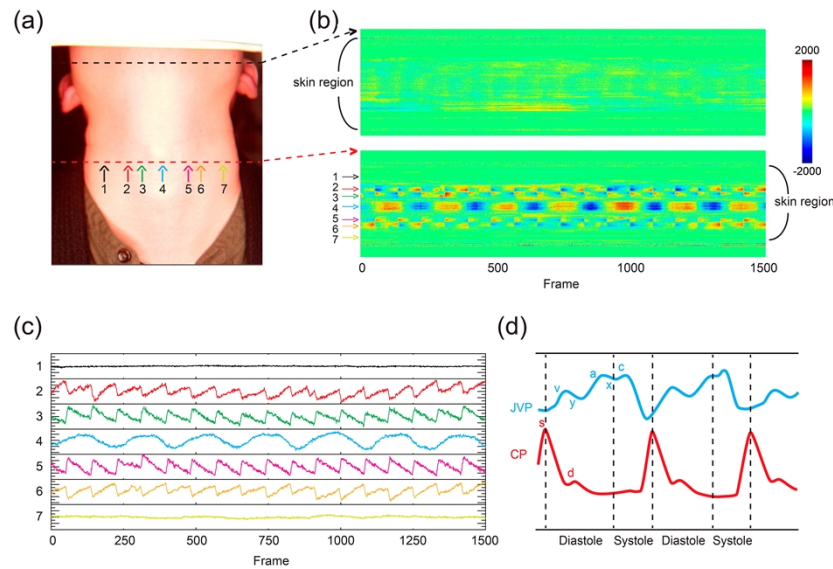 (a)
1 2 3 4 5 6 7
(b)
skin region
1
2
3
4
5
6
7
skin region
0 500 1000 1500
Frame
2000
-2000
(c)
1
2
3
4
5
6
7
0 250 500 750 1000 1250 1500
Frame
(d)
JVP
v
y
a
x
c
s
CP
d
Diastole Systole Diastole Systole